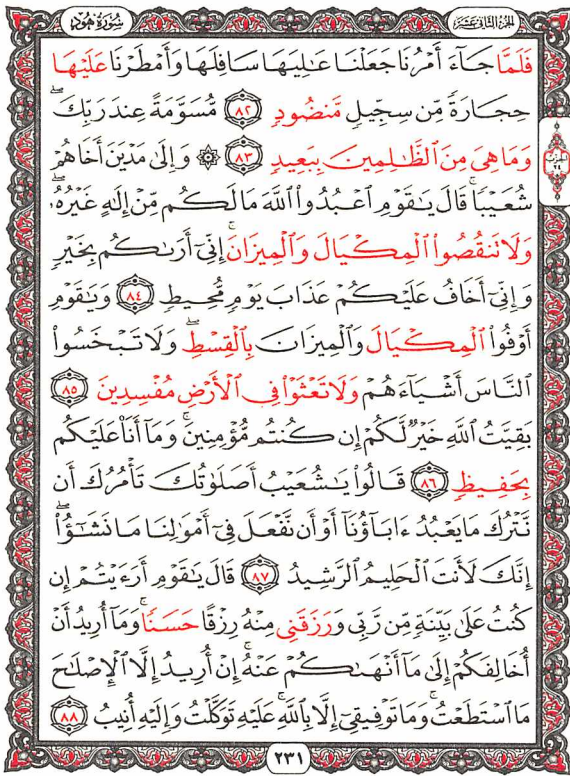 الجزء الثاني عشر
سورة هود
فَلَمَّا جَآءَ أَمْرُنَا جَعَلْنَا عَٰلِيَهَا سَافِلَهَا وَأَمْطَرْنَا عَلَيْهَا
حِجَارَةً مِّن سِجِّيلٍ مَّنضُودٍ ٨٢ مُّسَوَّمَةً عِندَ رَبِّكَۖ
وَمَا هِىَ مِنَ ٱلظَّٰلِمِينَ بِبَعِيدٍ ٨٣ ۞ وَإِلَىٰ مَدْيَنَ أَخَاهُمْ
الحزب ٢٤
شُعَيْبًاۚ قَالَ يَٰقَوْمِ ٱعْبُدُوا۟ ٱللَّهَ مَا لَكُم مِّنْ إِلَٰهٍ غَيْرُهُۥۖ
وَلَا تَنقُصُوا۟ ٱلْمِكْيَالَ وَٱلْمِيزَانَۚ إِنِّىٓ أَرَىٰكُم بِخَيْرٍ
وَإِنِّىٓ أَخَافُ عَلَيْكُمْ عَذَابَ يَوْمٍ مُّحِيطٍ ٨٤ وَيَٰقَوْمِ
أَوْفُوا۟ ٱلْمِكْيَالَ وَٱلْمِيزَانَ بِٱلْقِسْطِۖ وَلَا تَبْخَسُوا۟
ٱلنَّاسَ أَشْيَآءَهُمْ وَلَا تَعْثَوْا۟ فِى ٱلْأَرْضِ مُفْسِدِينَ ٨٥
بَقِيَّتُ ٱللَّهِ خَيْرٌ لَّكُمْ إِن كُنتُم مُّؤْمِنِينَۚ وَمَآ أَنَا۠ عَلَيْكُم
بِحَفِيظٍ ٨٦ قَالُوا۟ يَٰشُعَيْبُ أَصَلَوٰتُكَ تَأْمُرُكَ أَن
نَّتْرُكَ مَا يَعْبُدُ ءَابَآؤُنَآ أَوْ أَن نَّفْعَلَ فِىٓ أَمْوَٰلِنَا مَا نَشَٰٓؤُا۟ۖ
إِنَّكَ لَأَنتَ ٱلْحَلِيمُ ٱلرَّشِيدُ ٨٧ قَالَ يَٰقَوْمِ أَرَءَيْتُمْ إِن
كُنتُ عَلَىٰ بَيِّنَةٍ مِّن رَّبِّى وَرَزَقَنِى مِنْهُ رِزْقًا حَسَنًاۚ وَمَآ أُرِيدُ أَنْ
أُخَالِفَكُمْ إِلَىٰ مَآ أَنْهَىٰكُمْ عَنْهُۚ إِنْ أُرِيدُ إِلَّا ٱلْإِصْلَٰحَ
مَا ٱسْتَطَعْتُۚ وَمَا تَوْفِيقِىٓ إِلَّا بِٱللَّهِۚ عَلَيْهِ تَوَكَّلْتُ وَإِلَيْهِ أُنِيبُ ٨٨
٢٣١